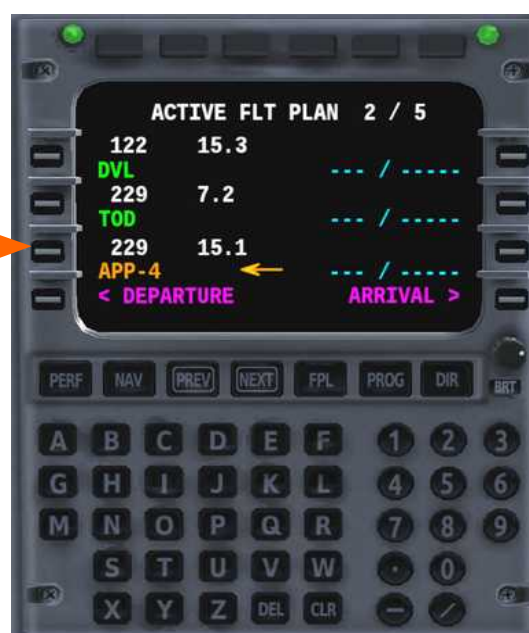 ACTIVE FLT PLAN 2 / 5
122 15.3
DVL --- / -----
229 7.2
TOD --- / -----
229 15.1
APP-4 --- / -----
< DEPARTURE ARRIVAL >
PERF NAV PREV NEXT FPL PROG DIR BRT
A B C D E F 1 2 3
G H I J K L 4 5 6
M N O P Q R 7 8 9
S T U V W · 0
X Y Z DEL CLR - /